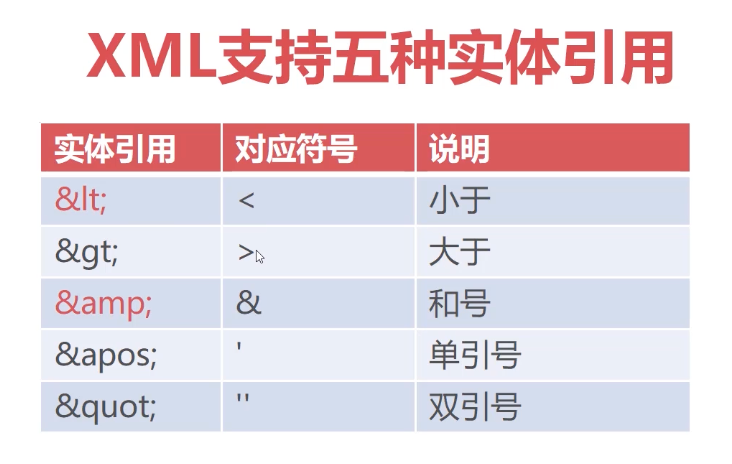 XML支持五种实体引用
实体引用 对应符号 说明
&lt; < 小于
&gt; > 大于
&amp; & 和号
&apos; ' 单引号
&quot; '' 双引号